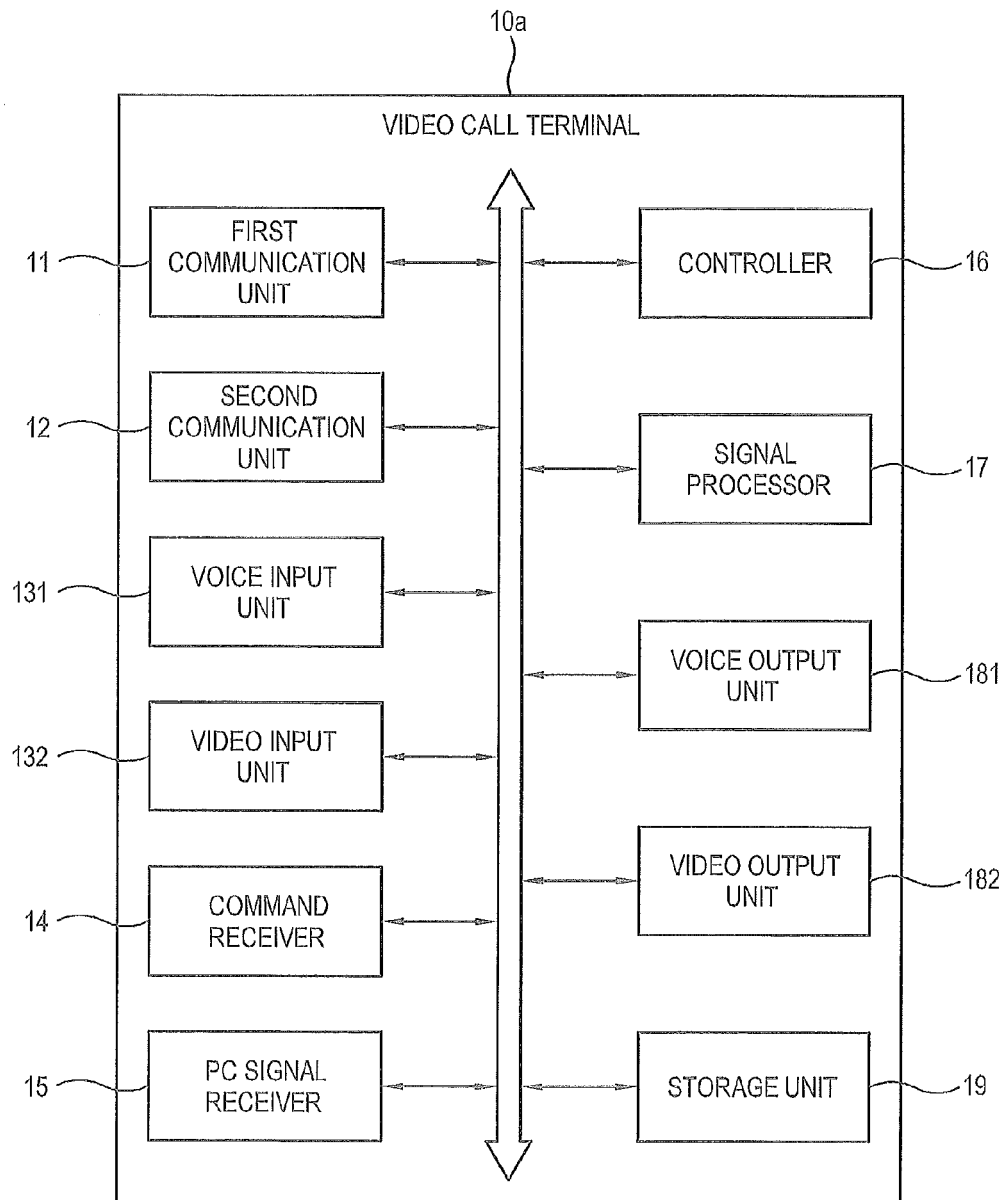 10a
VIDEO CALL TERMINAL
11
FIRST
COMMUNICATION
UNIT
CONTROLLER
16
12
SECOND
COMMUNICATION
UNIT
SIGNAL
PROCESSOR
17
131
VOICE INPUT
UNIT
VOICE OUTPUT
UNIT
181
132
VIDEO INPUT
UNIT
VIDEO OUTPUT
UNIT
182
14
COMMAND
RECEIVER
15
PC SIGNAL
RECEIVER
STORAGE UNIT
19